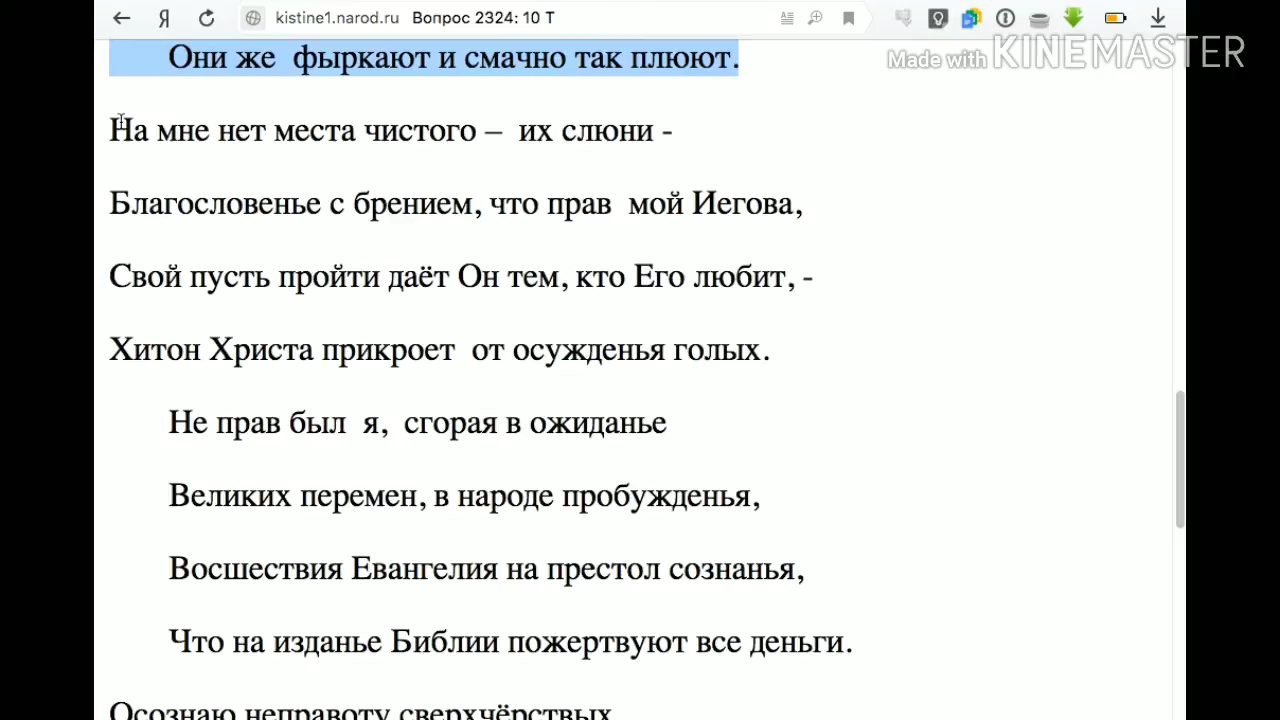 kistine1.narod.ru Вопрос 2324: 10 Т
Made with KINEMASTER
Они же фыркают и смачно так плюют.
На мне нет места чистого – их слюни -
Благословенье с брением, что прав мой Иегова,
Свой пусть пройти даёт Он тем, кто Его любит, -
Хитон Христа прикроет от осужденья голых.
Не прав был я, сгорая в ожиданье
Великих перемен, в народе пробужденья,
Восшествия Евангелия на престол сознанья,
Что на изданье Библии пожертвуют все деньги.
Осознаю неправоту сверхчёрствых